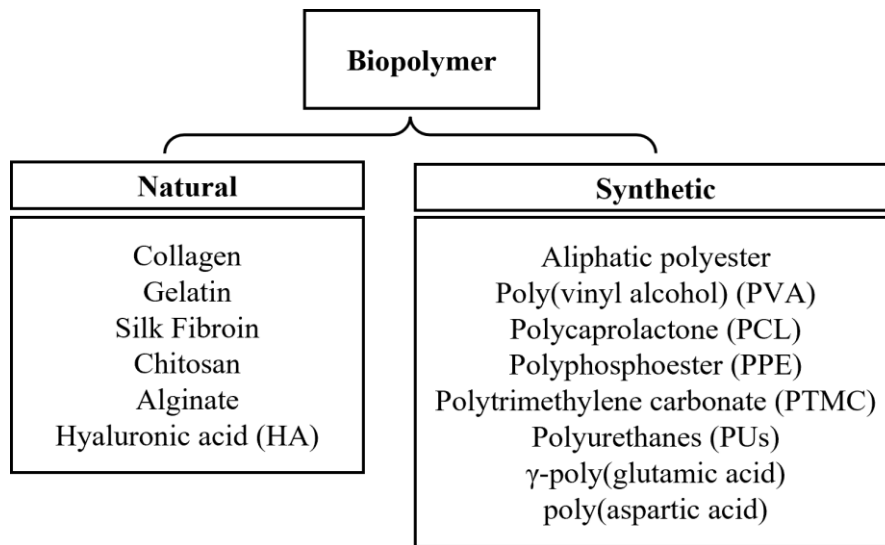 Biopolymer
Natural
Collagen
Gelatin
Silk Fibroin
Chitosan
Alginate
Hyaluronic acid (HA)
Synthetic
Aliphatic polyester
Poly(vinyl alcohol) (PVA)
Polycaprolactone (PCL)
Polyphosphoester (PPE)
Polytrimethylene carbonate (PTMC)
Polyurethanes (PUs)
γ-poly(glutamic acid)
poly(aspartic acid)